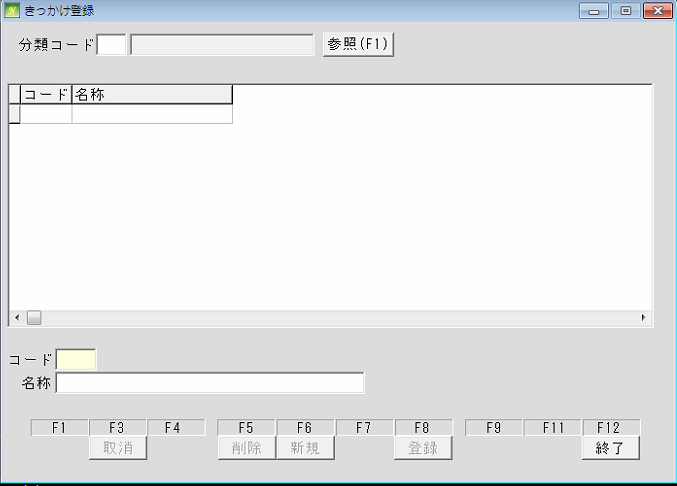 きっかけ登録
分類コード 参照(F1)
コード 名称
コード
名称
F1 F3 F4 F5 F6 F7 F8 F9 F11 F12
取消 削除 新規 登録 終了